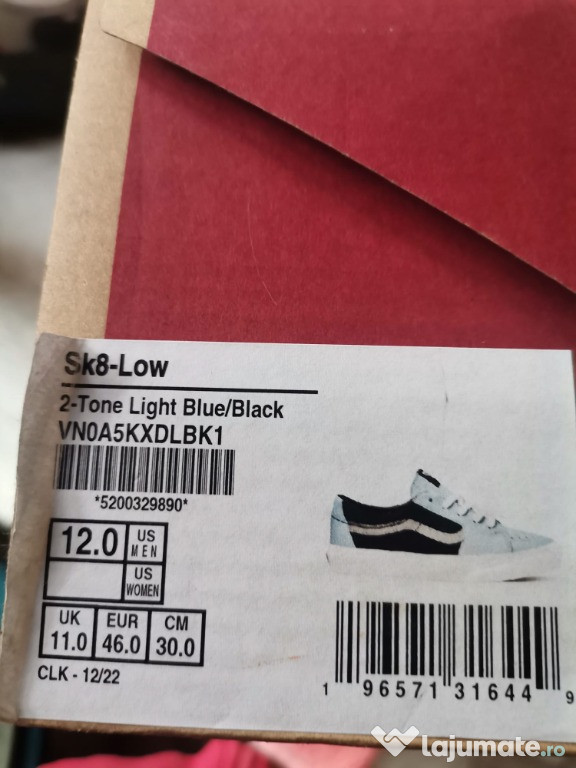 Sk8-Low
2-Tone Light Blue/Black
VN0A5KXDLBK1
*5200329890*
12.0 US MEN
US WOMEN
UK 11.0 EUR 46.0 CM 30.0
CLK - 12/22
1 96571 31644 9
lajumate.ro